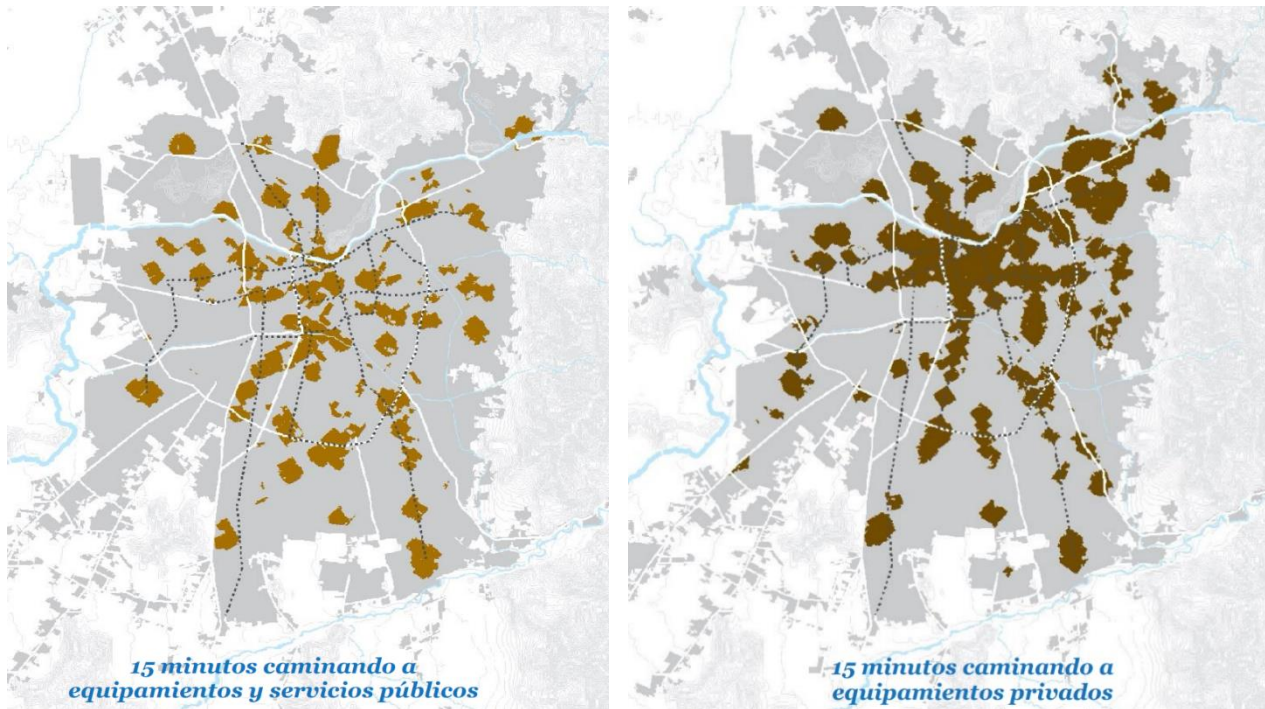 15 minutos caminando a
equipamientos y servicios públicos
15 minutos caminando a
equipamientos privados